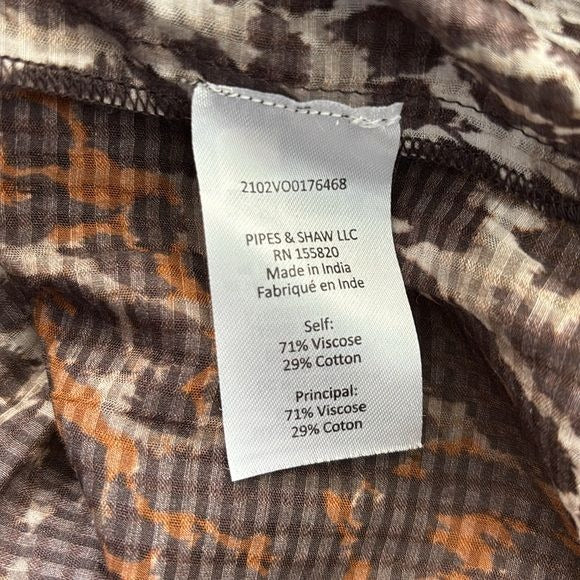 2102VO0176468
PIPES & SHAW LLC
RN 155820
Made in India
Fabriqué en Inde
Self:
71% Viscose
29% Cotton
Principal:
71% Viscose
29% Coton